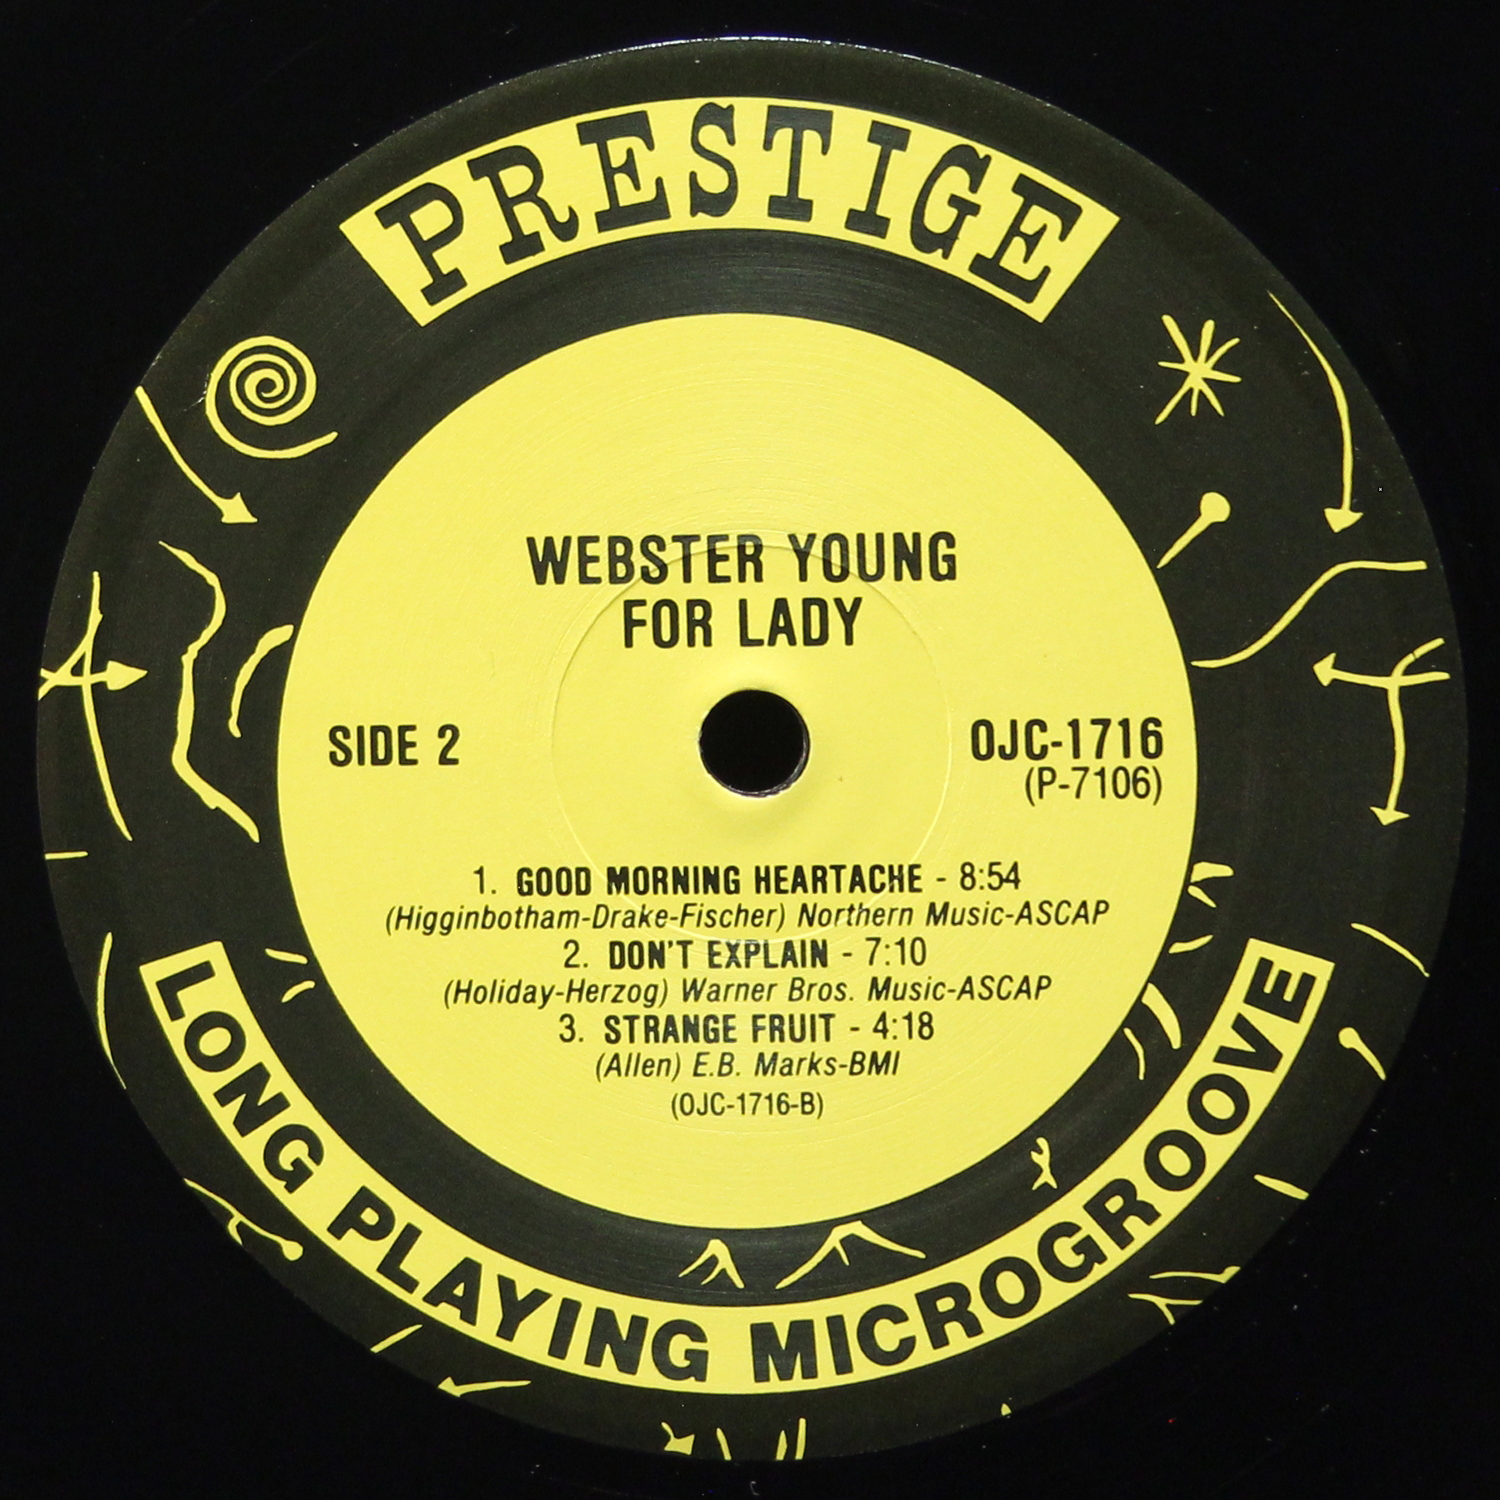 PRESTIGE
WEBSTER YOUNG
FOR LADY
SIDE 2
OJC-1716
(P-7106)
1. GOOD MORNING HEARTACHE - 8:54
(Higginbotham-Drake-Fischer) Northern Music-ASCAP
2. DON'T EXPLAIN - 7:10
(Holiday-Herzog) Warner Bros. Music-ASCAP
3. STRANGE FRUIT - 4:18
(Allen) E.B. Marks-BMI
(OJC-1716-B)
LONG PLAYING MICROGROOVE